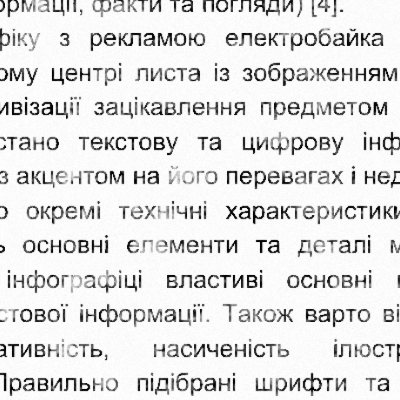 ормації, факти та погляди) [4].
фіку з рекламою електробайка
ому центрі листа із зображенням
ивізації зацікавлення предметом
стано текстову та цифрову інф
з акцентом на його перевагах і нед
о окремі технічні характеристики
ь основні елементи та деталі м
інфографіці властиві основні
стової інформації. Також варто ві
ативність, насиченість ілюст
Правильно підібрані шрифти та